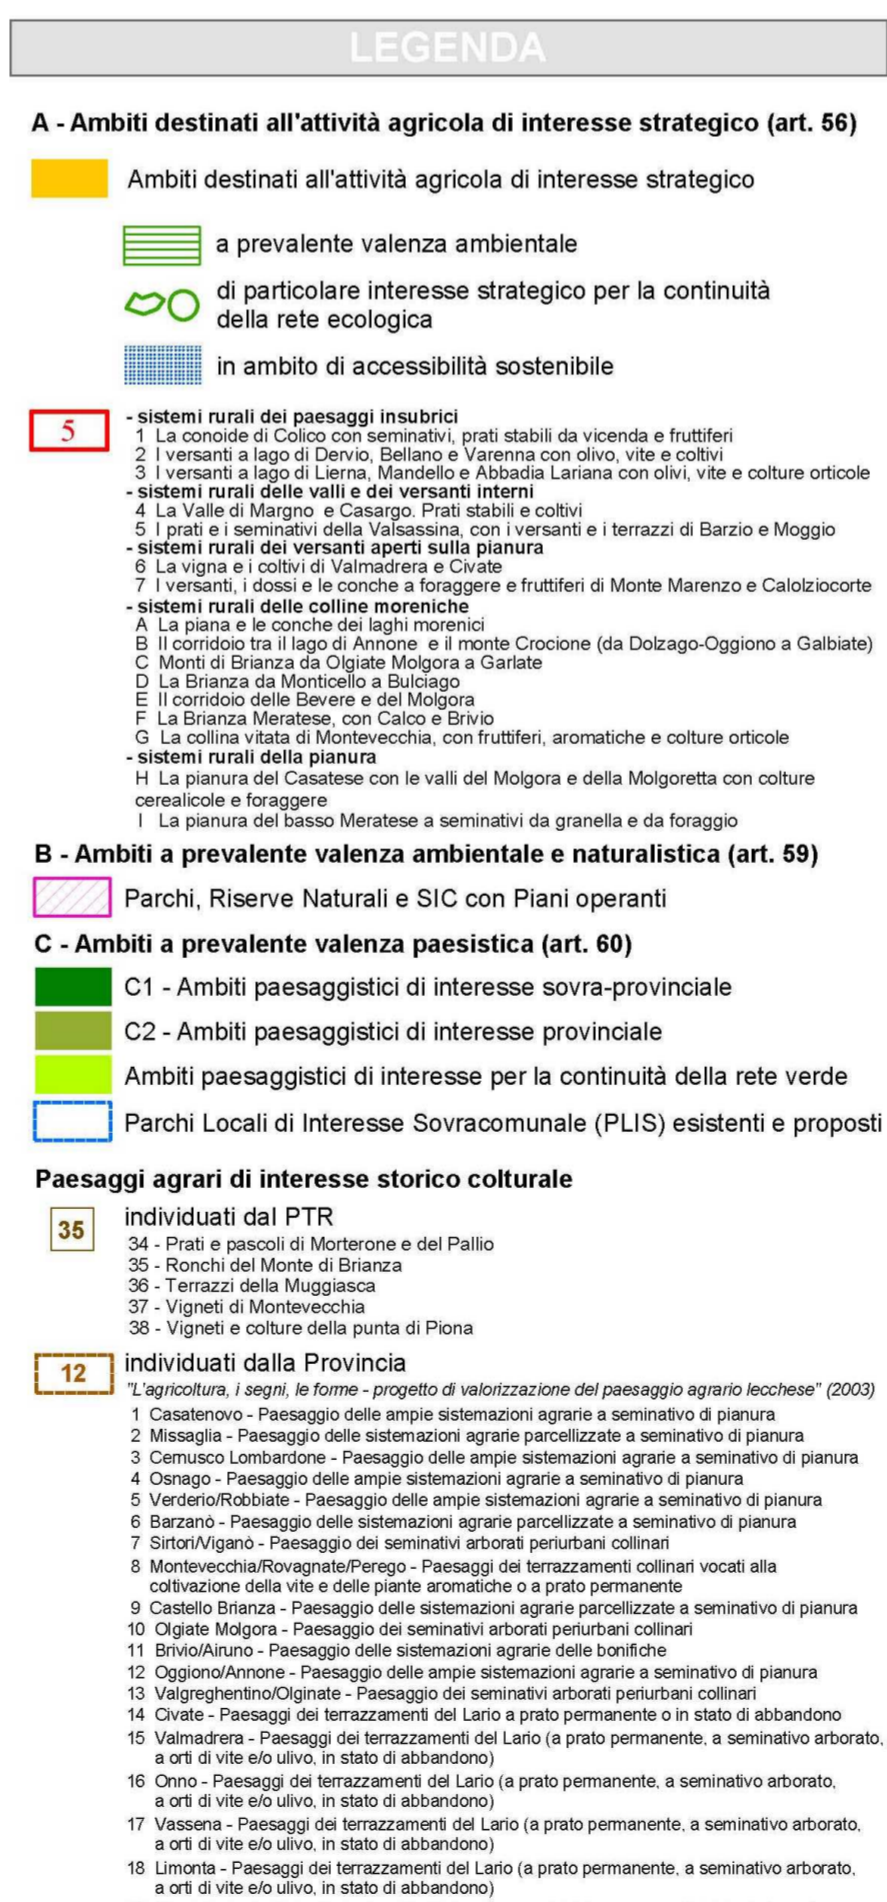 LEGENDA
A - Ambiti destinati all'attività agricola di interesse strategico (art. 56)
Ambiti destinati all'attività agricola di interesse strategico
a prevalente valenza ambientale
di particolare interesse strategico per la continuità
della rete ecologica
in ambito di accessibilità sostenibile
5
- sistemi rurali dei paesaggi insubrici
1 La conoide di Colico con seminativi, prati stabili da vicenda e fruttiferi
2 I versanti a lago di Dervio, Bellano e Varenna con olivo, vite e coltivi
3 I versanti a lago di Lierna, Mandello e Abbadia Lariana con olivi, vite e colture orticole
- sistemi rurali delle valli e dei versanti interni
4 La Valle di Margno e Casargo. Prati stabili e coltivi
5 I prati e i seminativi della Valsassina, con i versanti e i terrazzi di Barzio e Moggio
- sistemi rurali dei versanti aperti sulla pianura
6 La vigna e i coltivi di Valmadrera e Civate
7 I versanti, i dossi e le conche a foraggere e fruttiferi di Monte Marenzo e Calolziocorte
- sistemi rurali delle colline moreniche
A La piana e le conche dei laghi morenici
B Il corridoio tra il lago di Annone e il monte Crocione (da Dolzago-Oggiono a Galbiate)
C Monti di Brianza da Olgiate Molgora a Garlate
D La Brianza da Monticello a Bulciago
E Il corridoio delle Bevere e del Molgora
F La Brianza Meratese, con Calco e Brivio
G La collina vitata di Montevecchia, con fruttiferi, aromatiche e colture orticole
- sistemi rurali della pianura
H La pianura del Casatese con le valli del Molgora e della Molgoretta con colture
cerealicole e foraggere
I La pianura del basso Meratese a seminativi da granella e da foraggio
B - Ambiti a prevalente valenza ambientale e naturalistica (art. 59)
Parchi, Riserve Naturali e SIC con Piani operanti
C - Ambiti a prevalente valenza paesistica (art. 60)
C1 - Ambiti paesaggistici di interesse sovra-provinciale
C2 - Ambiti paesaggistici di interesse provinciale
Ambiti paesaggistici di interesse per la continuità della rete verde
Parchi Locali di Interesse Sovracomunale (PLIS) esistenti e proposti
Paesaggi agrari di interesse storico colturale
35
individuati dal PTR
34 - Prati e pascoli di Morterone e del Pallio
35 - Ronchi del Monte di Brianza
36 - Terrazzi della Muggiasca
37 - Vigneti di Montevecchia
38 - Vigneti e colture della punta di Piona
12
individuati dalla Provincia
"L'agricoltura, i segni, le forme - progetto di valorizzazione del paesaggio agrario lecchese" (2003)
1 Casatenovo - Paesaggio delle ampie sistemazioni agrarie a seminativo di pianura
2 Missaglia - Paesaggio delle sistemazioni agrarie parcellizzate a seminativo di pianura
3 Cernusco Lombardone - Paesaggio delle ampie sistemazioni agrarie a seminativo di pianura
4 Osnago - Paesaggio delle ampie sistemazioni agrarie a seminativo di pianura
5 Verderio/Robbiate - Paesaggio delle ampie sistemazioni agrarie a seminativo di pianura
6 Barzanò - Paesaggio delle sistemazioni agrarie parcellizzate a seminativo di pianura
7 Sirtori/Viganò - Paesaggio dei seminativi arborati periurbani collinari
8 Montevecchia/Rovagnate/Perego - Paesaggi dei terrazzamenti collinari vocati alla
coltivazione della vite e delle piante aromatiche o a prato permanente
9 Castello Brianza - Paesaggio delle sistemazioni agrarie parcellizzate a seminativo di pianura
10 Olgiate Molgora - Paesaggio dei seminativi arborati periurbani collinari
11 Brivio/Airuno - Paesaggio delle sistemazioni agrarie delle bonifiche
12 Oggiono/Annone - Paesaggio delle ampie sistemazioni agrarie a seminativo di pianura
13 Valgreghentino/Olginate - Paesaggio dei seminativi arborati periurbani collinari
14 Civate - Paesaggi dei terrazzamenti del Lario a prato permanente o in stato di abbandono
15 Valmadrera - Paesaggi dei terrazzamenti del Lario (a prato permanente, a seminativo arborato,
a orti di vite e/o ulivo, in stato di abbandono)
16 Onno - Paesaggi dei terrazzamenti del Lario (a prato permanente, a seminativo arborato,
a orti di vite e/o ulivo, in stato di abbandono)
17 Vassena - Paesaggi dei terrazzamenti del Lario (a prato permanente, a seminativo arborato,
a orti di vite e/o ulivo, in stato di abbandono)
18 Limonta - Paesaggi dei terrazzamenti del Lario (a prato permanente, a seminativo arborato,
a orti di vite e/o ulivo, in stato di abbandono)